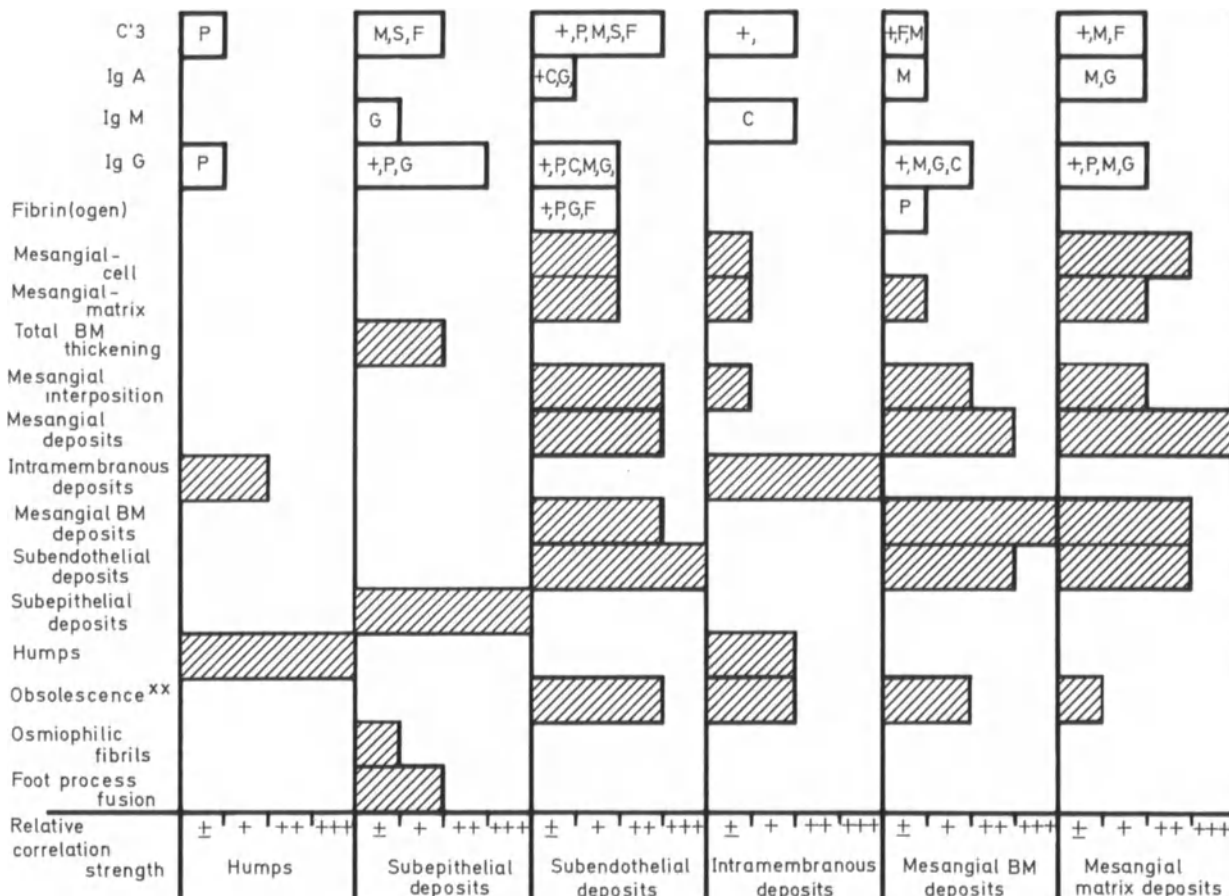 C'3 P M,S,F +,P,M,S,F +, +,F,M +,M,F
Ig A +C,G, M M,G
Ig M G C
Ig G P +,P,G +,P,C,M,G, +,M,G,C +,P,M,G
Fibrin(ogen) +,P,G,F P
Mesangial-
cell
Mesangial-
matrix
Total BM
thickening
Mesangial
interposition
Mesangial
deposits
Intramembranous
deposits
Mesangial BM
deposits
Subendothelial
deposits
Subepithelial
deposits
Humps
Obsolescence xx
Osmiophilic
fibrils
Foot process
fusion
Relative
correlation
strength
± + ++ +++ ± + ++ +++ ± + ++ +++ ± + ++ +++ ± + ++ +++ ± + ++ +++
Humps
Subepithelial
deposits
Subendothelial
deposits
Intramembranous
deposits
Mesangial BM
deposits
Mesangial
matrix deposits